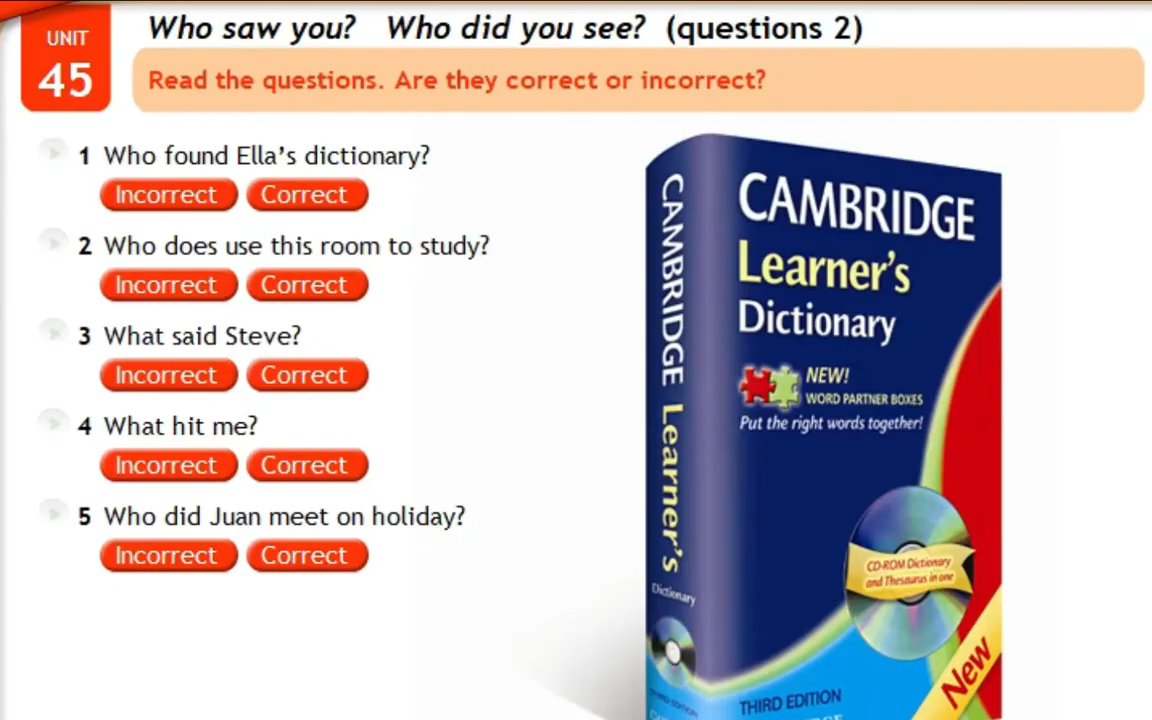 UNIT
45
Who saw you? Who did you see? (questions 2)
Read the questions. Are they correct or incorrect?
1 Who found Ella's dictionary?
Incorrect Correct
2 Who does use this room to study?
Incorrect Correct
3 What said Steve?
Incorrect Correct
4 What hit me?
Incorrect Correct
5 Who did Juan meet on holiday?
Incorrect Correct
CAMBRIDGE Learner's
Dictionary
THIRD EDITION
CAMBRIDGE
Learner's
Dictionary
NEW!
WORD PARTNER BOXES
Put the right words together!
CD-ROM Dictionary
and Thesaurus in one
New
THIRD EDITION